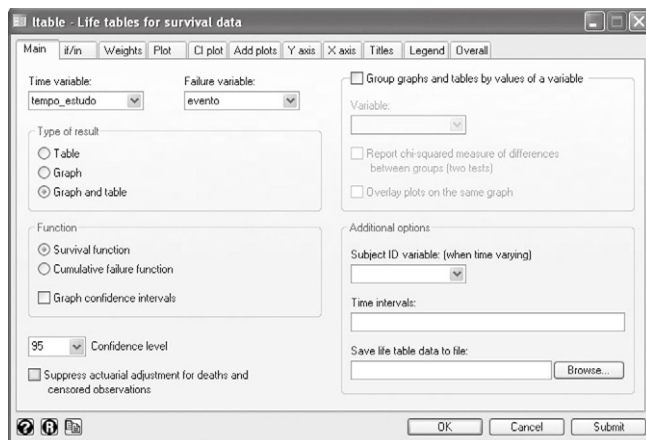 ltable - Life tables for survival data
Main if/in Weights Plot CI plot Add plots Y axis X axis Titles Legend Overall
Time variable:
tempo_estudo
Failure variable:
evento
Type of result
Table
Graph
Graph and table
Function
Survival function
Cumulative failure function
Graph confidence intervals
95 Confidence level
Suppress actuarial adjustment for deaths and
censored observations
Group graphs and tables by values of a variable
Variable:
Report chi-squared measure of differences
between groups (two tests)
Overlay plots on the same graph
Additional options
Subject ID variable: (when time varying)
Time intervals:
Save life table data to file:
Browse...
OK Cancel Submit